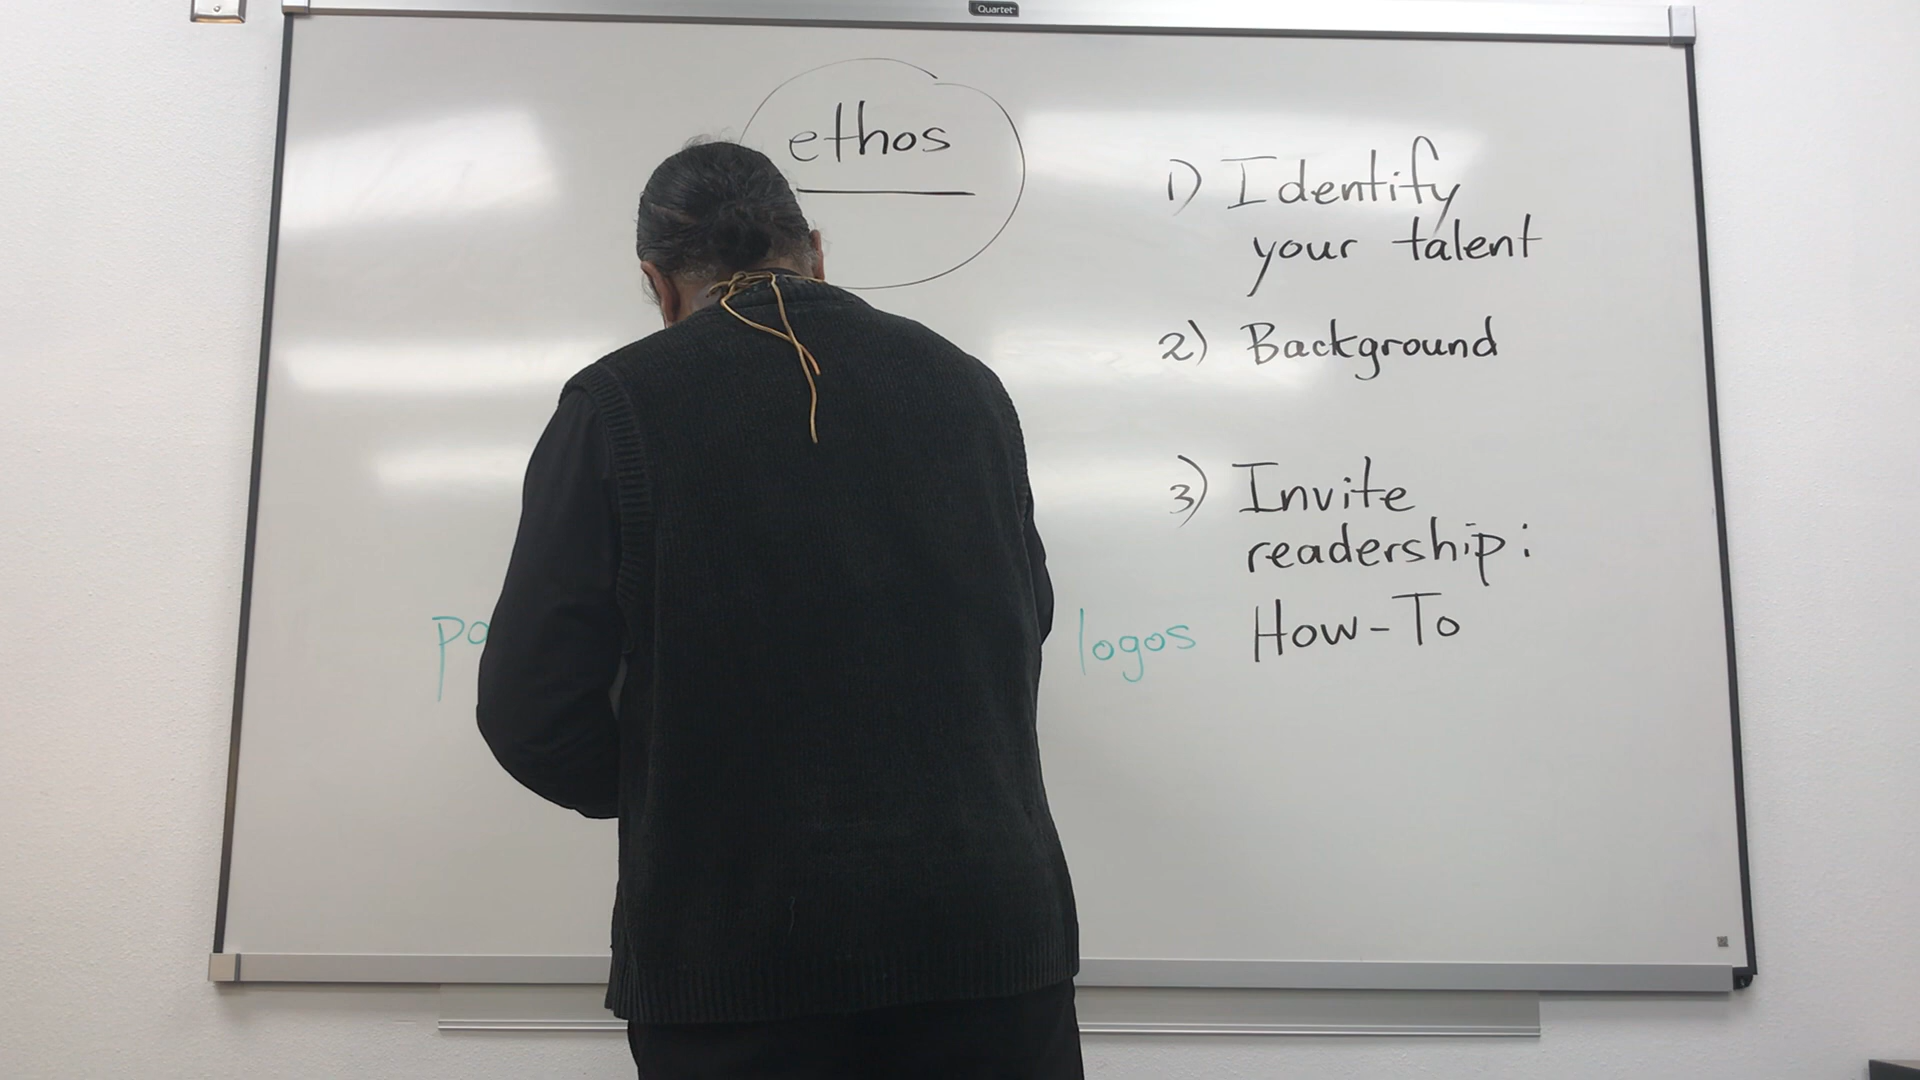 Quartet
ethos
1) Identify
your talent
2) Background
3) Invite
readership:
logos How-To